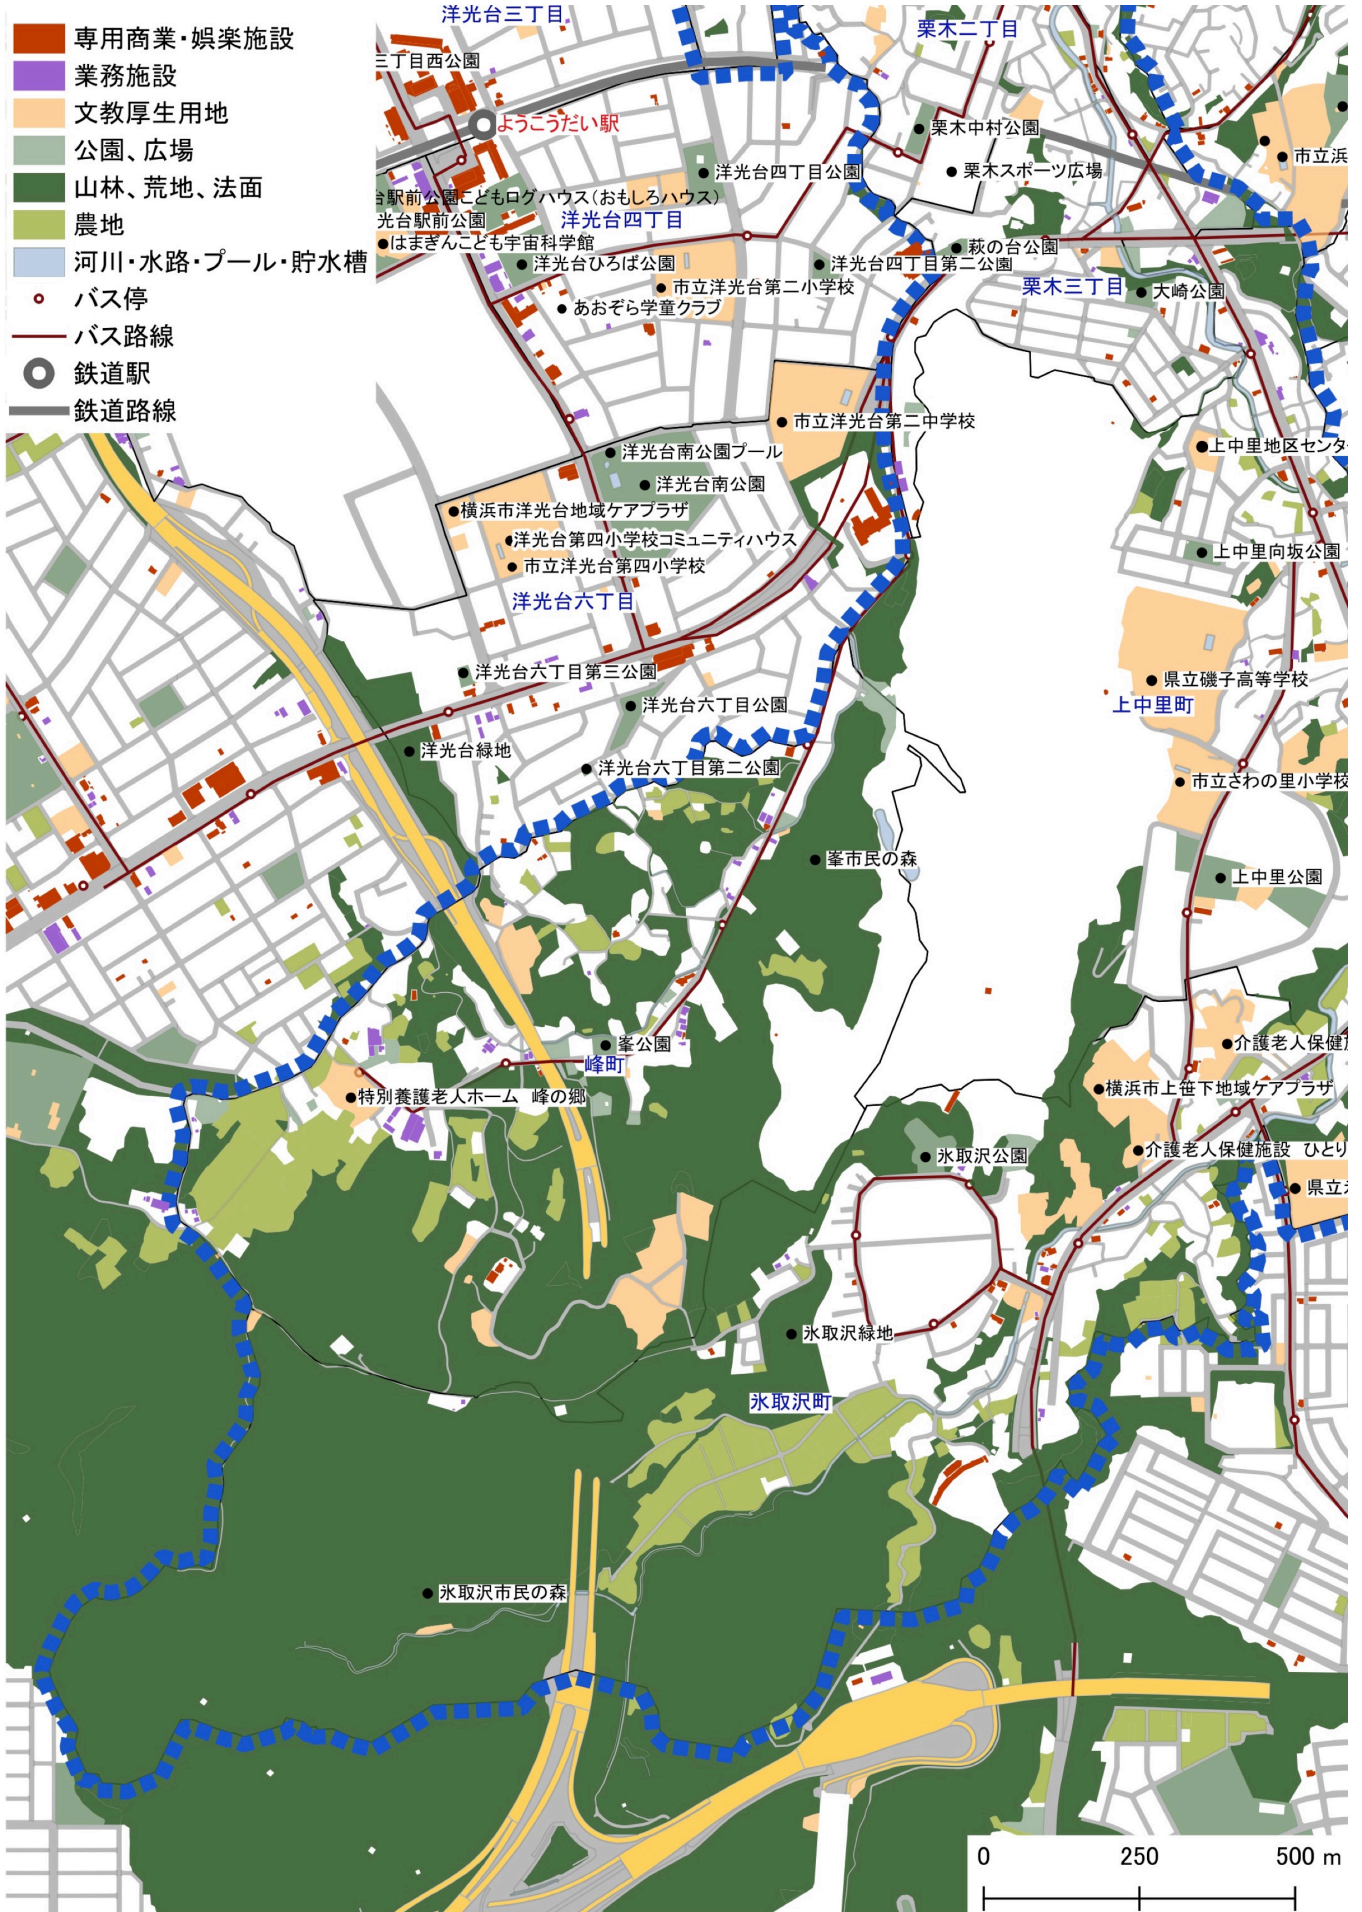 専用商業・娯楽施設
業務施設
文教厚生用地
公園、広場
山林、荒地、法面
農地
河川・水路・プール・貯水槽
バス停
バス路線
鉄道駅
鉄道路線
洋光台三丁目
栗木二丁目
三丁目西公園
ようこうだい駅
栗木中村公園
市立浜
洋光台四丁目公園
栗木スポーツ広場
台駅前公園こどもログハウス(おもしろハウス)
光台駅前公園
洋光台四丁目
はまぎんこども宇宙科学館
萩の台公園
洋光台ひろば公園
洋光台四丁目第二公園
市立洋光台第二小学校
栗木三丁目
大崎公園
あおぞら学童クラブ
市立洋光台第二中学校
洋光台南公園プール
上中里地区センタ
洋光台南公園
横浜市洋光台地域ケアプラザ
洋光台第四小学校コミュニティハウス
上中里向坂公園
市立洋光台第四小学校
洋光台六丁目
洋光台六丁目第三公園
県立磯子高等学校
洋光台六丁目公園
上中里町
洋光台緑地
洋光台六丁目第二公園
市立さわの里小学校
峯市民の森
上中里公園
峯公園
介護老人保健施
峰町
特別養護老人ホーム 峰の郷
横浜市上笹下地域ケアプラザ
氷取沢公園
介護老人保健施設 ひとり
県立
氷取沢緑地
氷取沢町
氷取沢市民の森
0 250 500 m